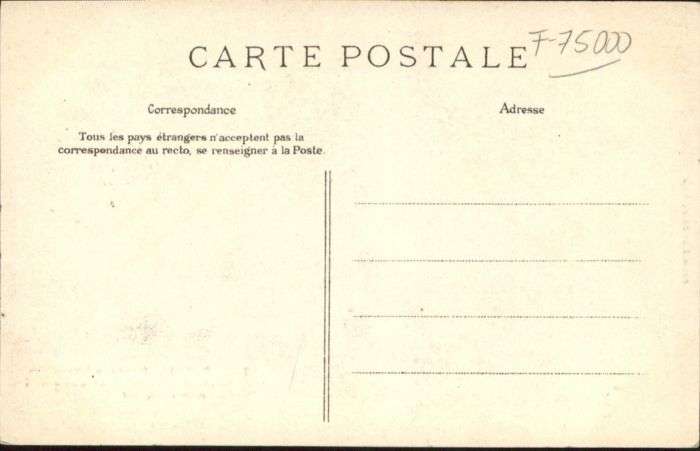 CARTE POSTALE
F-75000
Correspondance
Adresse
Tous les pays étrangers n'acceptent pas la
correspondance au recto, se renseigner à la Poste.